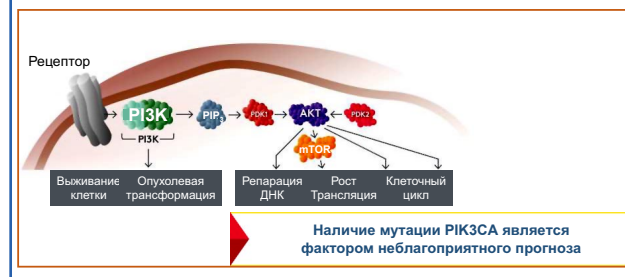 Рецептор
PI3K
PIP3
PDK1
AKT
PDK2
PI3K
mTOR
Выживание
клетки
Опухолевая
трансформация
Репарация
ДНК
Рост
Трансляция
Клеточный
цикл
Наличие мутации PIK3CA является
фактором неблагоприятного прогноза